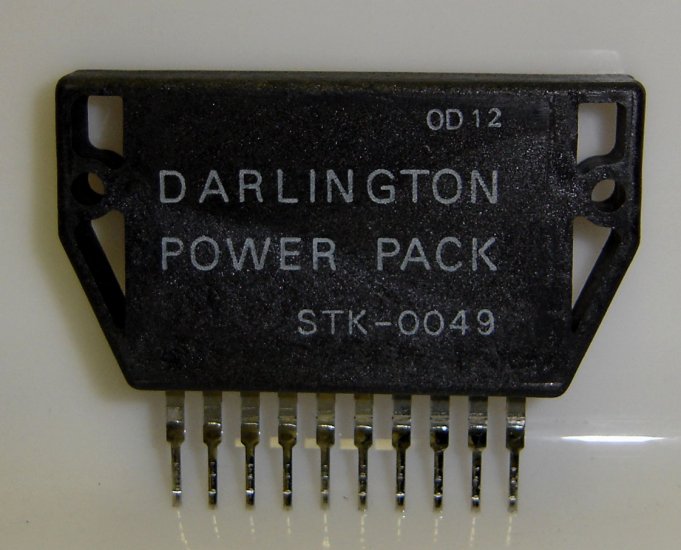 OD12
DARLINGTON
POWER PACK
STK-0049